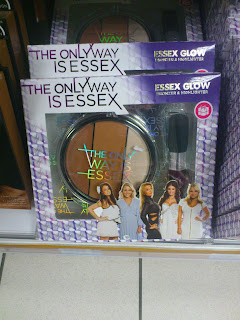 THE ONLY WAY
IS ESSEX
ESSEX GLOW
BRONZER & HIGHLIGHTER
THE ONLY WAY
IS ESSEX
ESSEX GLOW
BRONZER & HIGHLIGHTER
THE ONLY
WAY IS
ESSEX